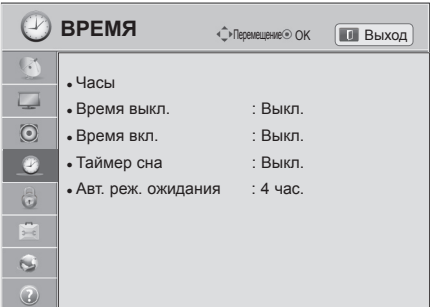 ВРЕМЯ
Перемещение OK Выход
• Часы
• Время выкл. : Выкл.
• Время вкл. : Выкл.
• Таймер сна : Выкл.
• Авт. реж. ожидания : 4 час.